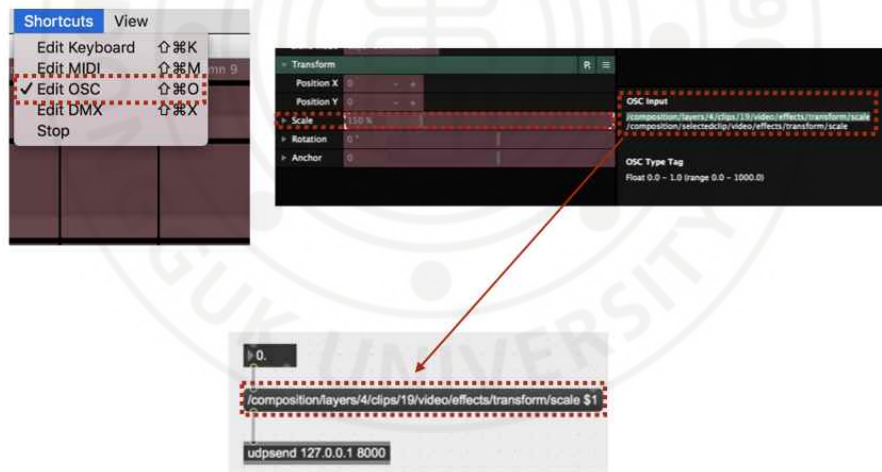 Shortcuts View
Edit Keyboard ⇧⌘K
Edit MIDI ⇧⌘M
✓ Edit OSC ⇧⌘O
Edit DMX ⇧⌘X
Stop
mn 9
Transform
Position X 0 - +
Position Y 0 - +
Scale 150 %
Rotation 0 °
Anchor 0
OSC Input
/composition/layers/4/clips/19/video/effects/transform/scale
/composition/selectedclip/video/effects/transform/scale
OSC Type Tag
Float 0.0 - 1.0 (range 0.0 - 1000.0)
0.
/composition/layers/4/clips/19/video/effects/transform/scale $1
udpsend 127.0.0.1 8000
GUK UNIVERSITY